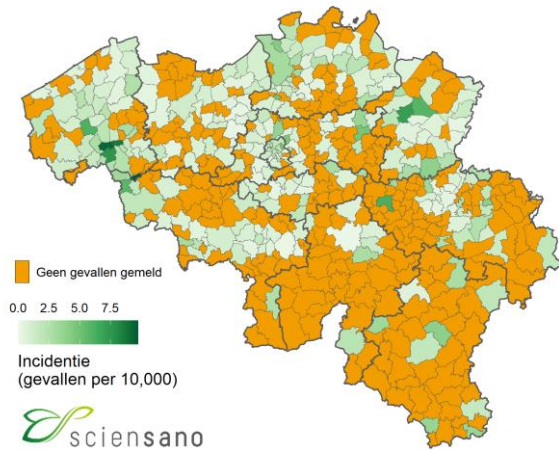 Geen gevallen gemeld
0.0 2.5 5.0 7.5
Incidentie
(gevallen per 10,000)
sciensano